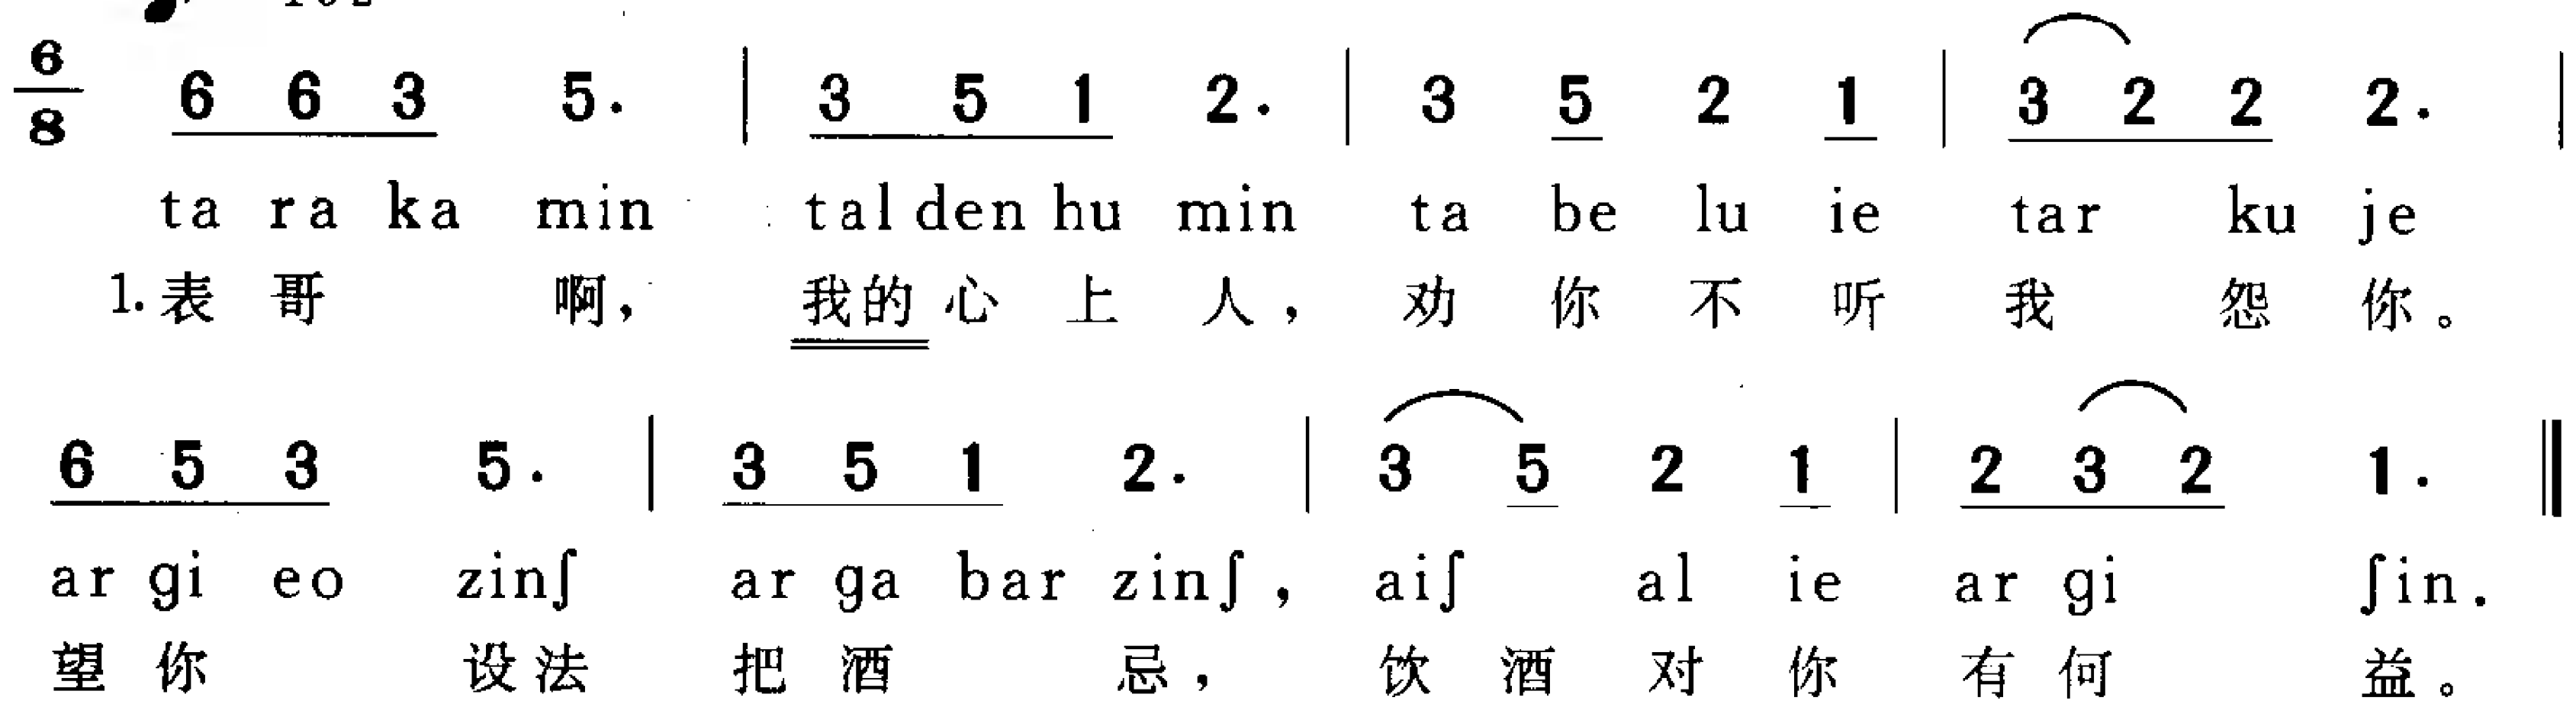 6/8 6 6 3 5. | 3 5 1 2. | 3 5 2 1 | 3 2 2 2. |
ta ra ka min tal den hu min ta be lu ie tar ku je
1. 表 哥 啊, 我的 心 上 人, 劝 你 不 听 我 怨 你。
6 5 3 5. | 3 5 1 2. | 3 5 2 1 | 2 3 2 1. ‖
ar gi eo zinʃ ar ga bar zinʃ, aiʃ al ie ar gi ʃin.
望 你 设法 把 酒 忌, 饮 酒 对 你 有 何 益。